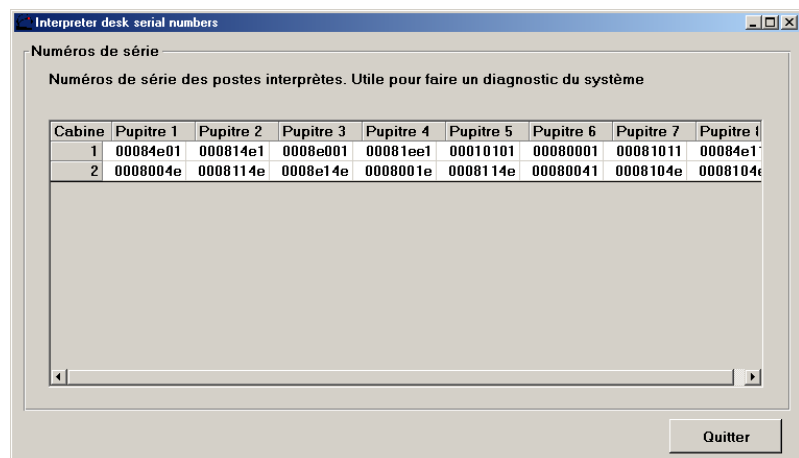 Interpreter desk serial numbers
Numéros de série
Numéros de série des postes interprètes. Utile pour faire un diagnostic du système
Cabine Pupitre 1 Pupitre 2 Pupitre 3 Pupitre 4 Pupitre 5 Pupitre 6 Pupitre 7 Pupitre
1 00084e01 000814e1 0008e001 00081ee1 00010101 00080001 00081011
2 0008004e 0008114e 0008e14e 0008001e 0008114e 00080041 0008104e
Quitter